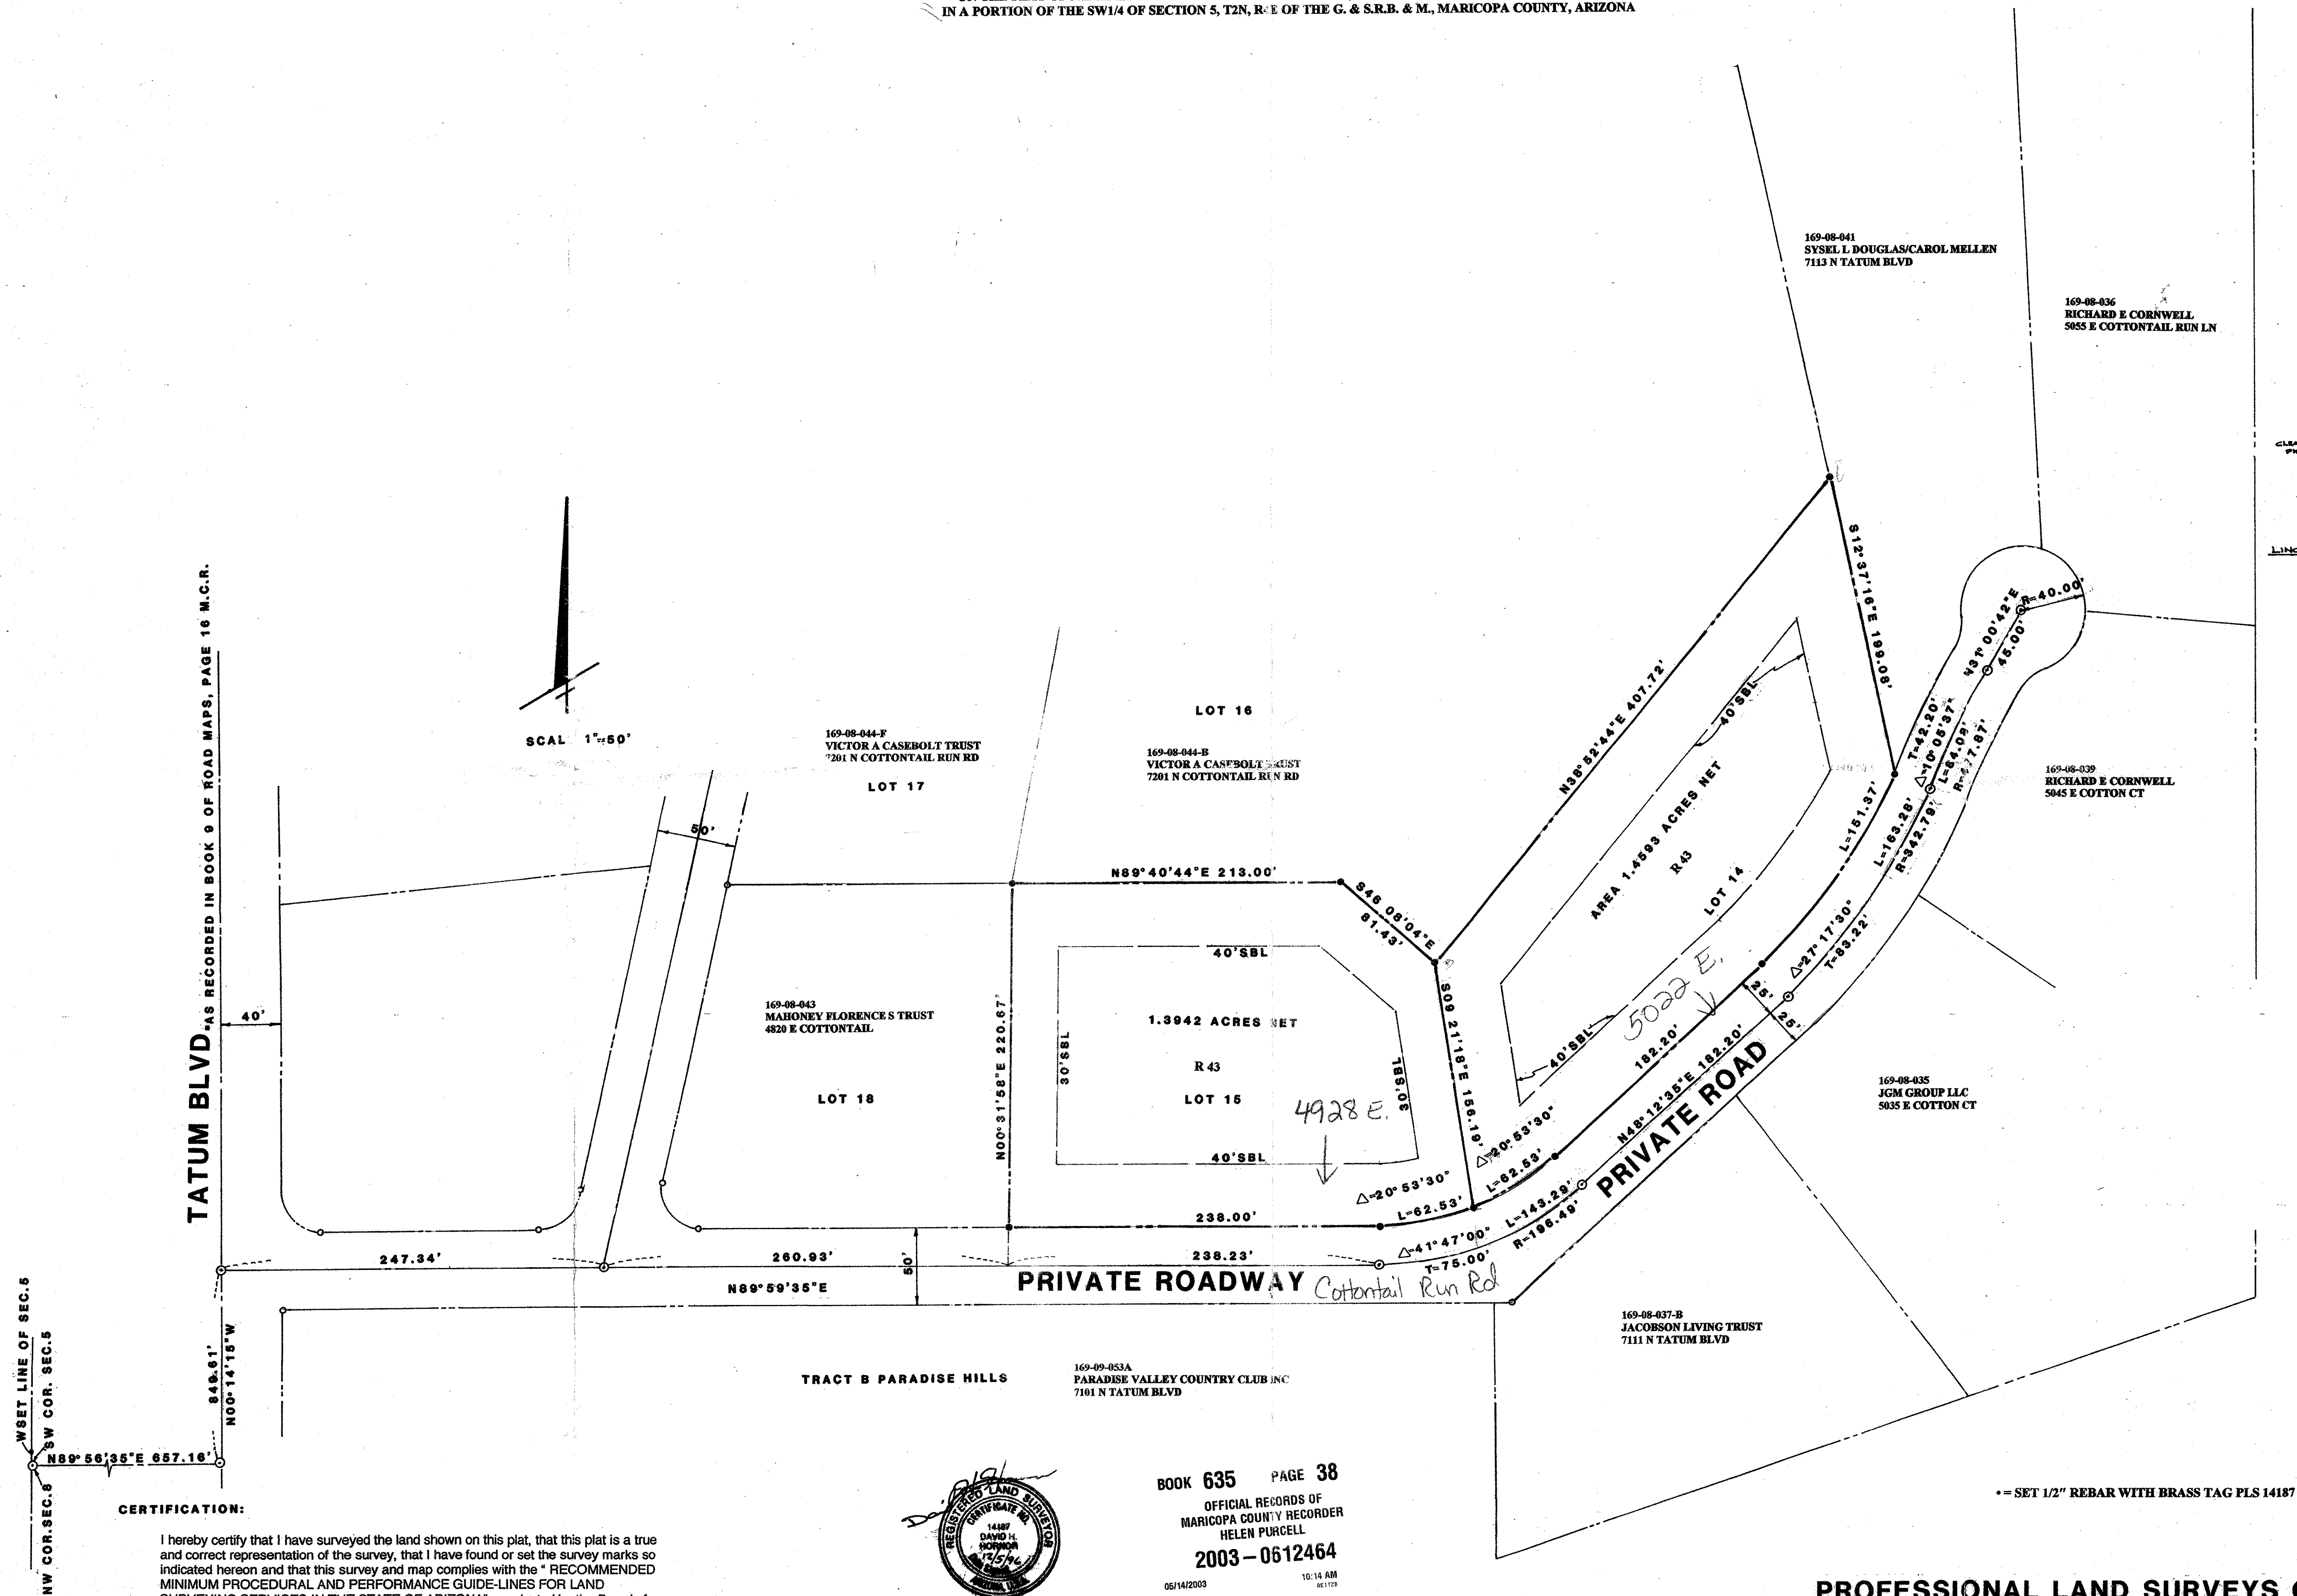 IN A PORTION OF THE SW1/4 OF SECTION 5, T2N, R E OF THE G. & S.R.B. & M., MARICOPA COUNTY, ARIZONA
169-08-041
SYSEL L DOUGLAS/CAROL MELLEN
7113 N TATUM BLVD
169-08-036
RICHARD E CORNWELL
5055 E COTTONTAIL RUN LN
S12°37'16"E 199.08'
R=40.00'
N31°00'42"E
45.00'
TATUM BLVD.
AS RECORDED IN BOOK 9 OF ROAD MAPS, PAGE 16 M.C.R.
SCAL 1"=50'
169-08-044-F
VICTOR A CASEBOLT TRUST
7201 N COTTONTAIL RUN RD
LOT 17
LOT 16
169-08-044-B
VICTOR A CASEBOLT TRUST
7201 N COTTONTAIL RUN RD
N38°52'44"E 407.72'
40'SBL
AREA 1.4593 ACRES NET
R 43
LOT 14
L=151.37'
T=42.20'
Δ=10°05'37"
L=84.08'
R=477.87'
L=163.28'
R=342.79'
169-08-039
RICHARD E CORNWELL
5045 E COTTON CT
50'
N89°40'44"E 213.00'
S46 08'04"E
81.43'
40'SBL
40'
169-08-043
MAHONEY FLORENCE S TRUST
4820 E COTTONTAIL
LOT 18
N00°31'58"E 220.67'
30'SBL
1.3942 ACRES NET
R 43
LOT 15
30'SBL
40'SBL
4928 E.
S09 21'18"E 156.19'
40'SBL
5022 E.
182.20'
25'
25'
Δ=27°17'30"
T=83.22'
N48°12'35"E 182.20'
PRIVATE ROAD
169-08-035
JGM GROUP LLC
5035 E COTTON CT
Δ=20°53'30"
L=62.53'
Δ=20°53'30"
L=62.53'
238.00'
L=143.29'
R=196.49'
Δ=41°47'00"
T=75.00'
247.34'
260.93'
50'
238.23'
N89°59'35"E
PRIVATE ROADWAY
Cottontail Run Rd
169-08-037-B
JACOBSON LIVING TRUST
7111 N TATUM BLVD
TRACT B PARADISE HILLS
169-09-053A
PARADISE VALLEY COUNTRY CLUB INC
7101 N TATUM BLVD
849.61'
N00°14'15"W
WSET LINE OF SEC.5
SW COR. SEC.5
NW COR.SEC.8
N89°56'35"E 657.16'
CERTIFICATION:
I hereby certify that I have surveyed the land shown on this plat, that this plat is a true
and correct representation of the survey, that I have found or set the survey marks so
indicated hereon and that this survey and map complies with the " RECOMMENDED
MINIMUM PROCEDURAL AND PERFORMANCE GUIDE-LINES FOR LAND
REGISTERED LAND SURVEYOR
CERTIFICATE NO.
14187
DAVID H.
HORNOR
12/5/96
BOOK 635 PAGE 38
OFFICIAL RECORDS OF
MARICOPA COUNTY RECORDER
HELEN PURCELL
2003-0612464
05/14/2003 10:14 AM
• = SET 1/2" REBAR WITH BRASS TAG PLS 14187
PROFESSIONAL LAND SURVEYS